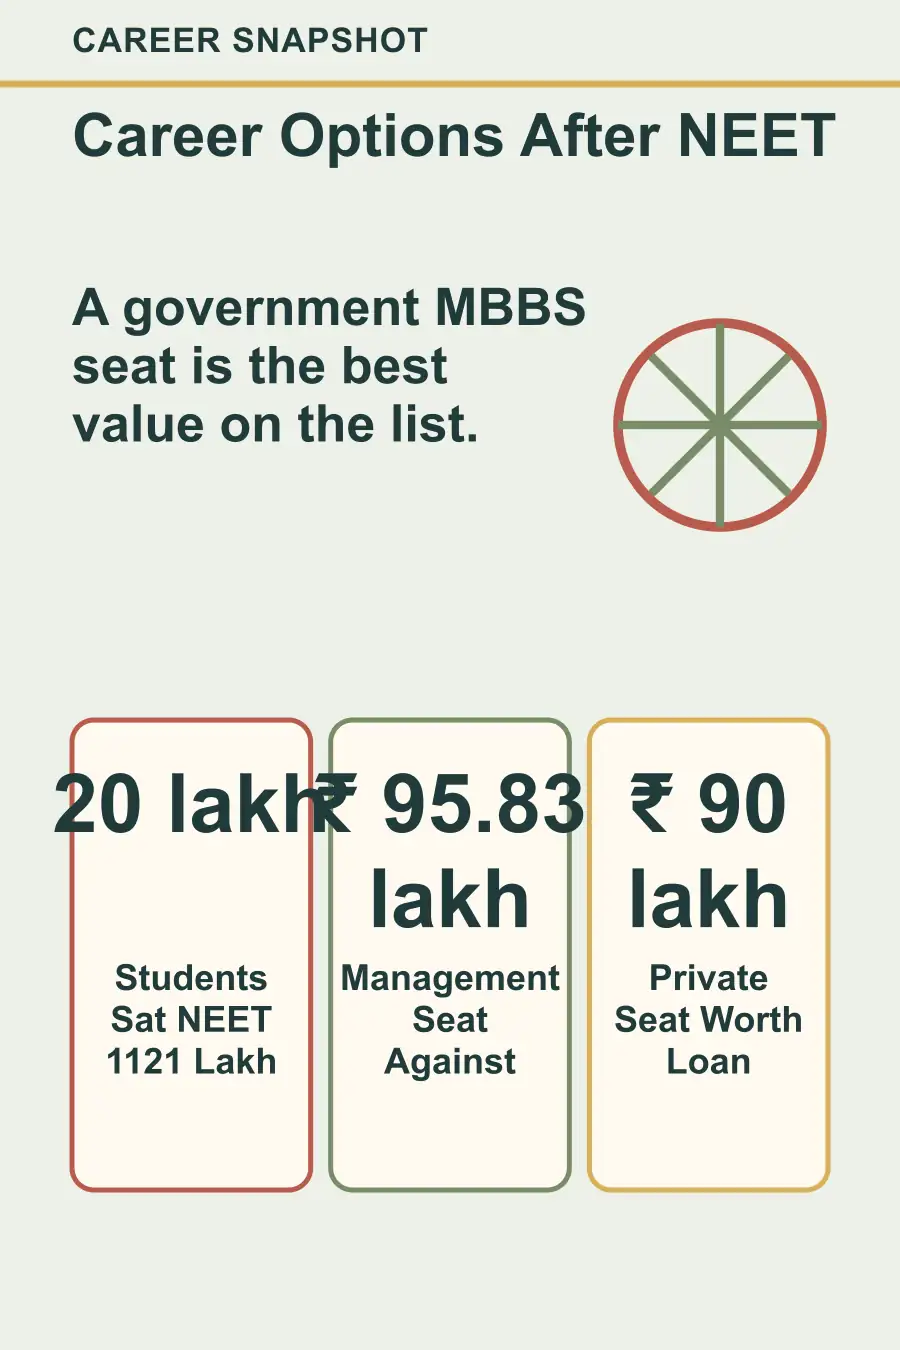 CAREER SNAPSHOT
Career Options After NEET
A government MBBS
seat is the best
value on the list.
20 lakh
Students
Sat NEET
1121 Lakh
₹ 95.83
lakh
Management
Seat
Against
₹ 90
lakh
Private
Seat Worth
Loan